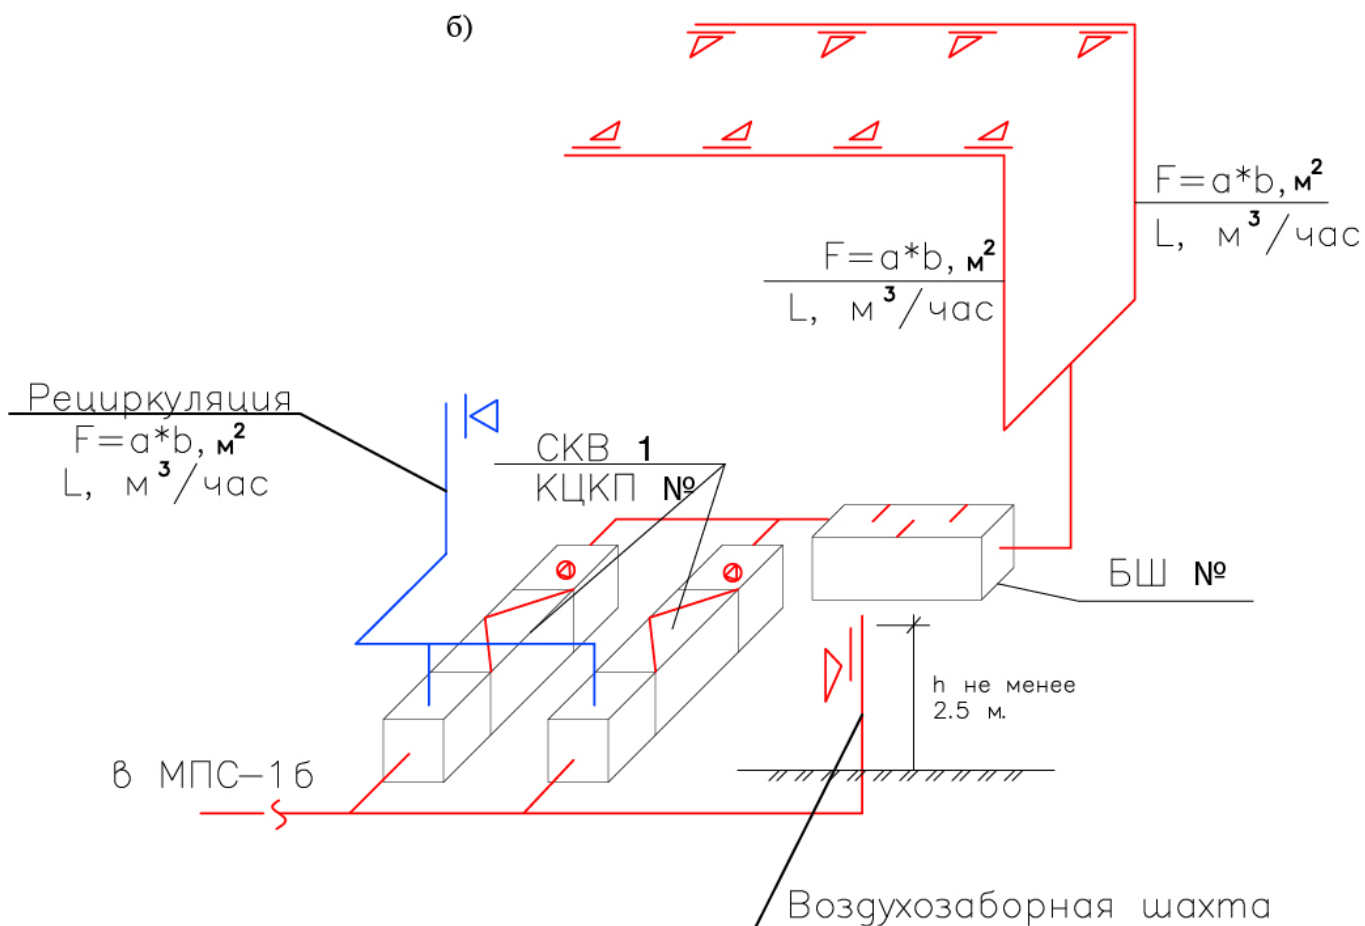 б)
F=a*b, м²
L, м³/час
F=a*b, м²
L, м³/час
Рециркуляция
F=a*b, м²
L, м³/час
СКВ 1
КЦКП №
БШ №
h не менее
2.5 м.
в МПС-1б
Воздухозаборная шахта